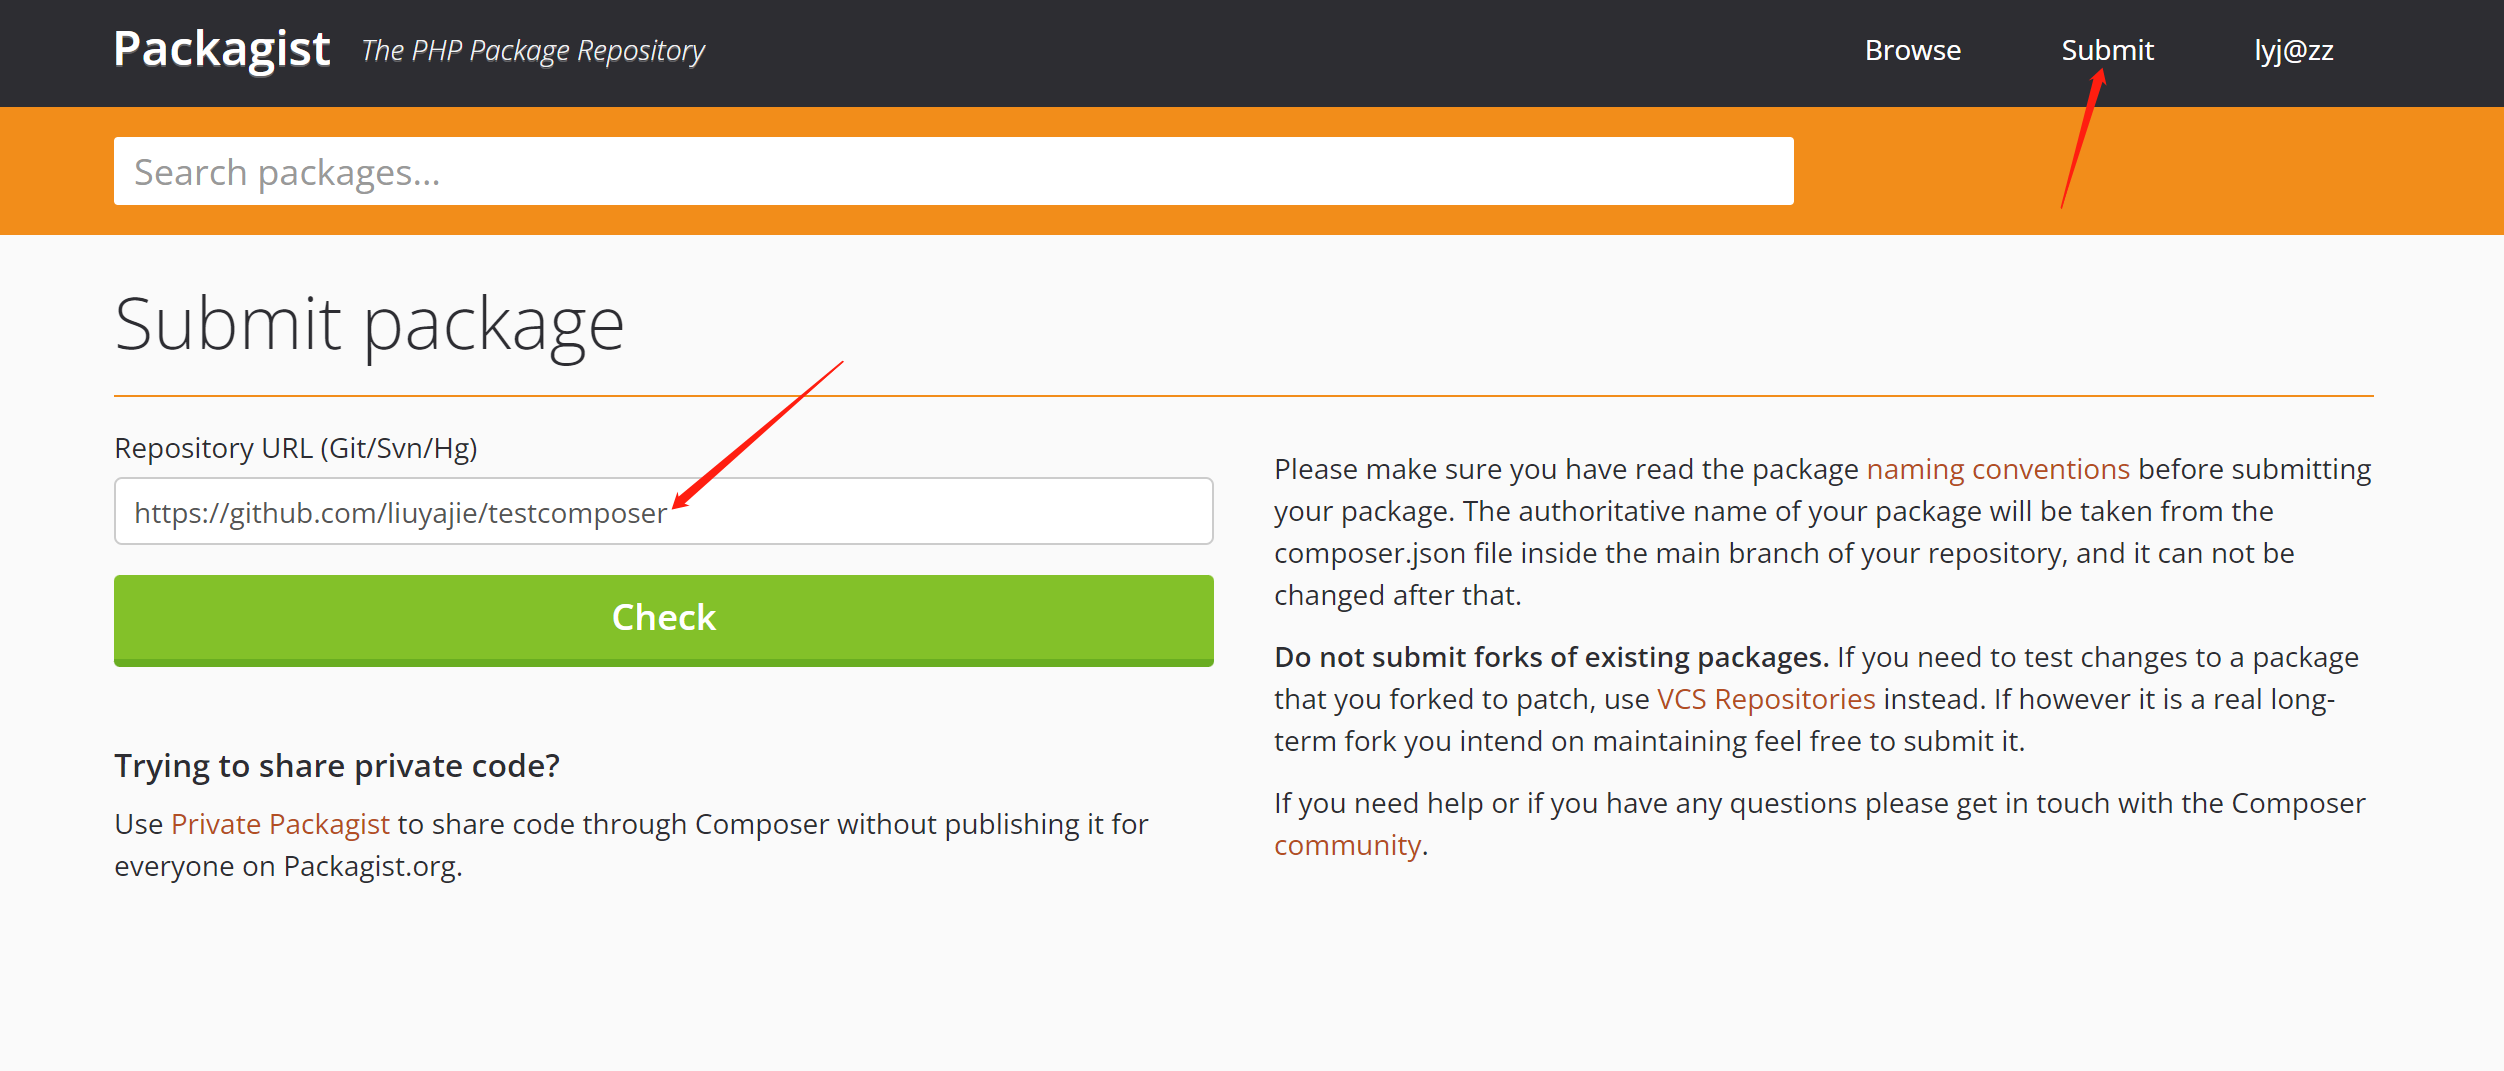 Packagist The PHP Package Repository Browse Submit lyj@zz
Search packages...
Submit package
Repository URL (Git/Svn/Hg)
https://github.com/liuyajie/testcomposer
Check
Trying to share private code?
Use Private Packagist to share code through Composer without publishing it for
everyone on Packagist.org.
Please make sure you have read the package naming conventions before submitting
your package. The authoritative name of your package will be taken from the
composer.json file inside the main branch of your repository, and it can not be
changed after that.
Do not submit forks of existing packages. If you need to test changes to a package
that you forked to patch, use VCS Repositories instead. If however it is a real long-
term fork you intend on maintaining feel free to submit it.
If you need help or if you have any questions please get in touch with the Composer
community.